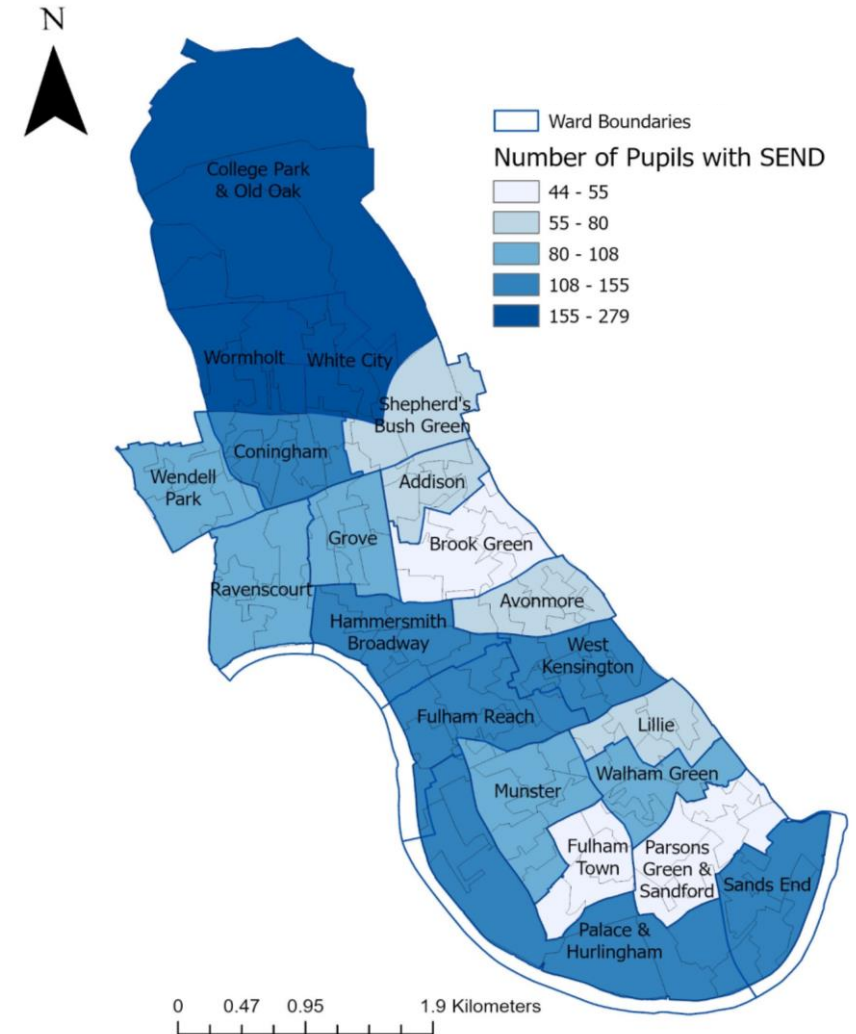 N
Ward Boundaries
Number of Pupils with SEND
44 - 55
55 - 80
80 - 108
108 - 155
155 - 279
College Park
& Old Oak
Wormholt
White City
Shepherd's
Bush Green
Coningham
Wendell
Park
Addison
Grove
Brook Green
Ravenscourt
Avonmore
Hammersmith
Broadway
West
Kensington
Fulham Reach
Lillie
Walham Green
Munster
Fulham
Town
Parsons
Green &
Sandford
Sands End
Palace &
Hurlingham
0 0.47 0.95 1.9 Kilometers